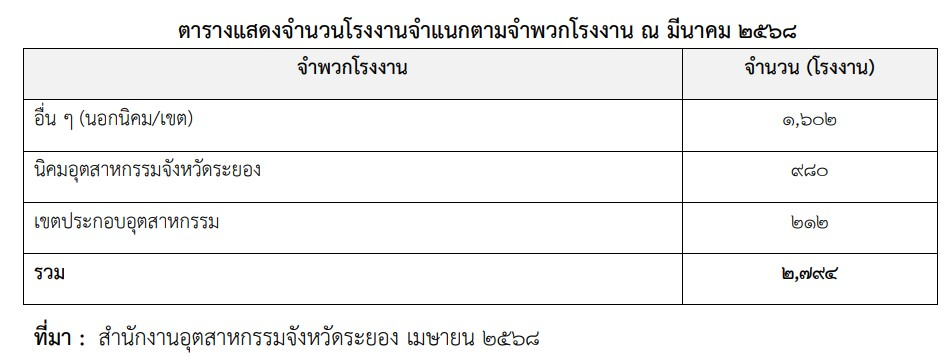 ตารางแสดงจำนวนโรงงานจำแนกตามจำพวกโรงงาน ณ มีนาคม ๒๕๖๘
จำพวกโรงงาน จำนวน (โรงงาน)
อื่น ๆ (นอกนิคม/เขต) ๑,๖๐๒
นิคมอุตสาหกรรมจังหวัดระยอง ๙๘๐
เขตประกอบอุตสาหกรรม ๒๑๒
รวม ๒,๗๙๔
ที่มา : สำนักงานอุตสาหกรรมจังหวัดระยอง เมษายน ๒๕๖๘